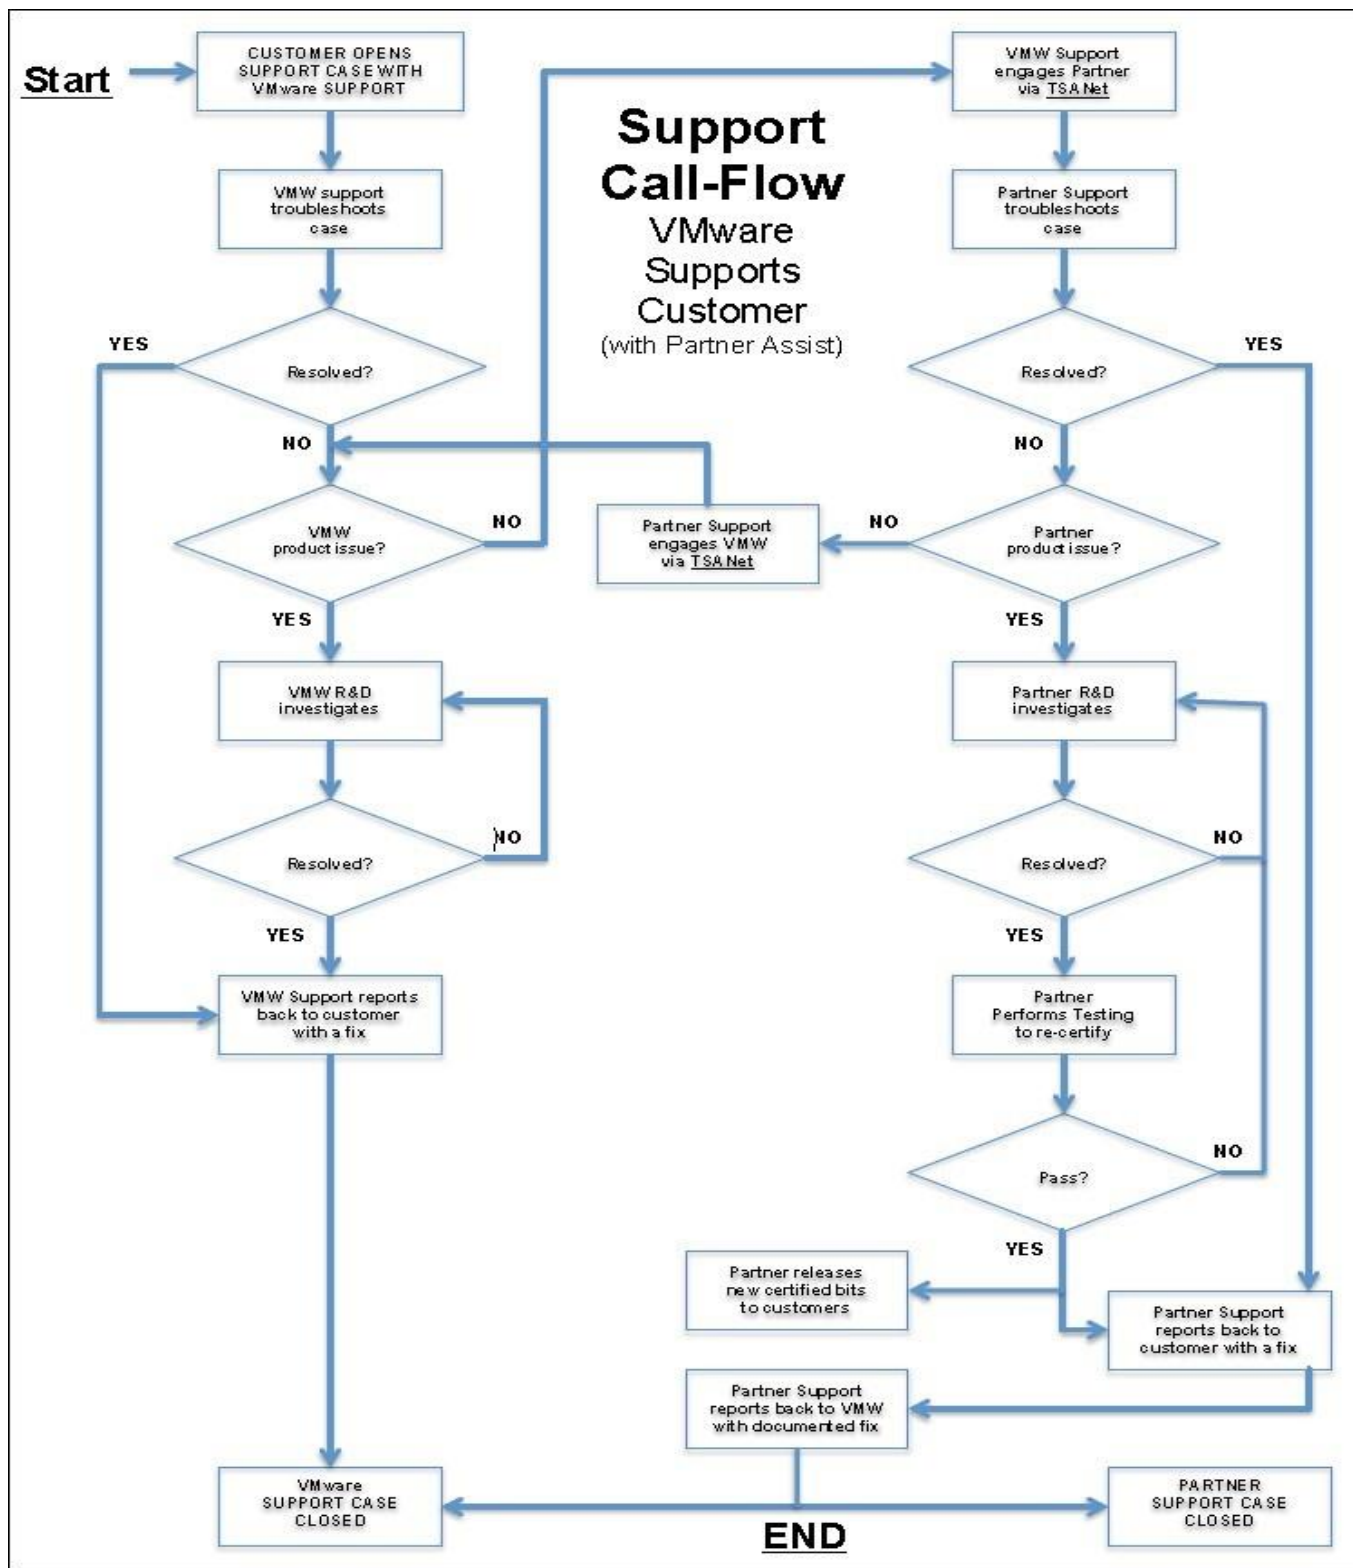 Start
CUSTOMER OPENS
SUPPORT CASE WITH
VMware SUPPORT
VMW support
troubleshoots
case
YES
Resolved?
NO
VMW
product issue?
NO
YES
VMW R&D
investigates
NO
Resolved?
YES
VMW Support reports
back to customer
with a fix
VMware
SUPPORT CASE
CLOSED
Support
Call-Flow
VMware
Supports
Customer
(with Partner Assist)
VMW Support
engages Partner
via TSANet
Partner Support
troubleshoots
case
Resolved?
YES
NO
Partner
product issue?
NO
Partner Support
engages VMW
via TSANet
YES
Partner R&D
investigates
Resolved?
NO
YES
Partner
Performs Testing
to re-certify
Pass?
NO
YES
Partner releases
new certified bits
to customers
Partner Support
reports back to
customer with a fix
Partner Support
reports back to VMW
with documented fix
PARTNER
SUPPORT CASE
CLOSED
END